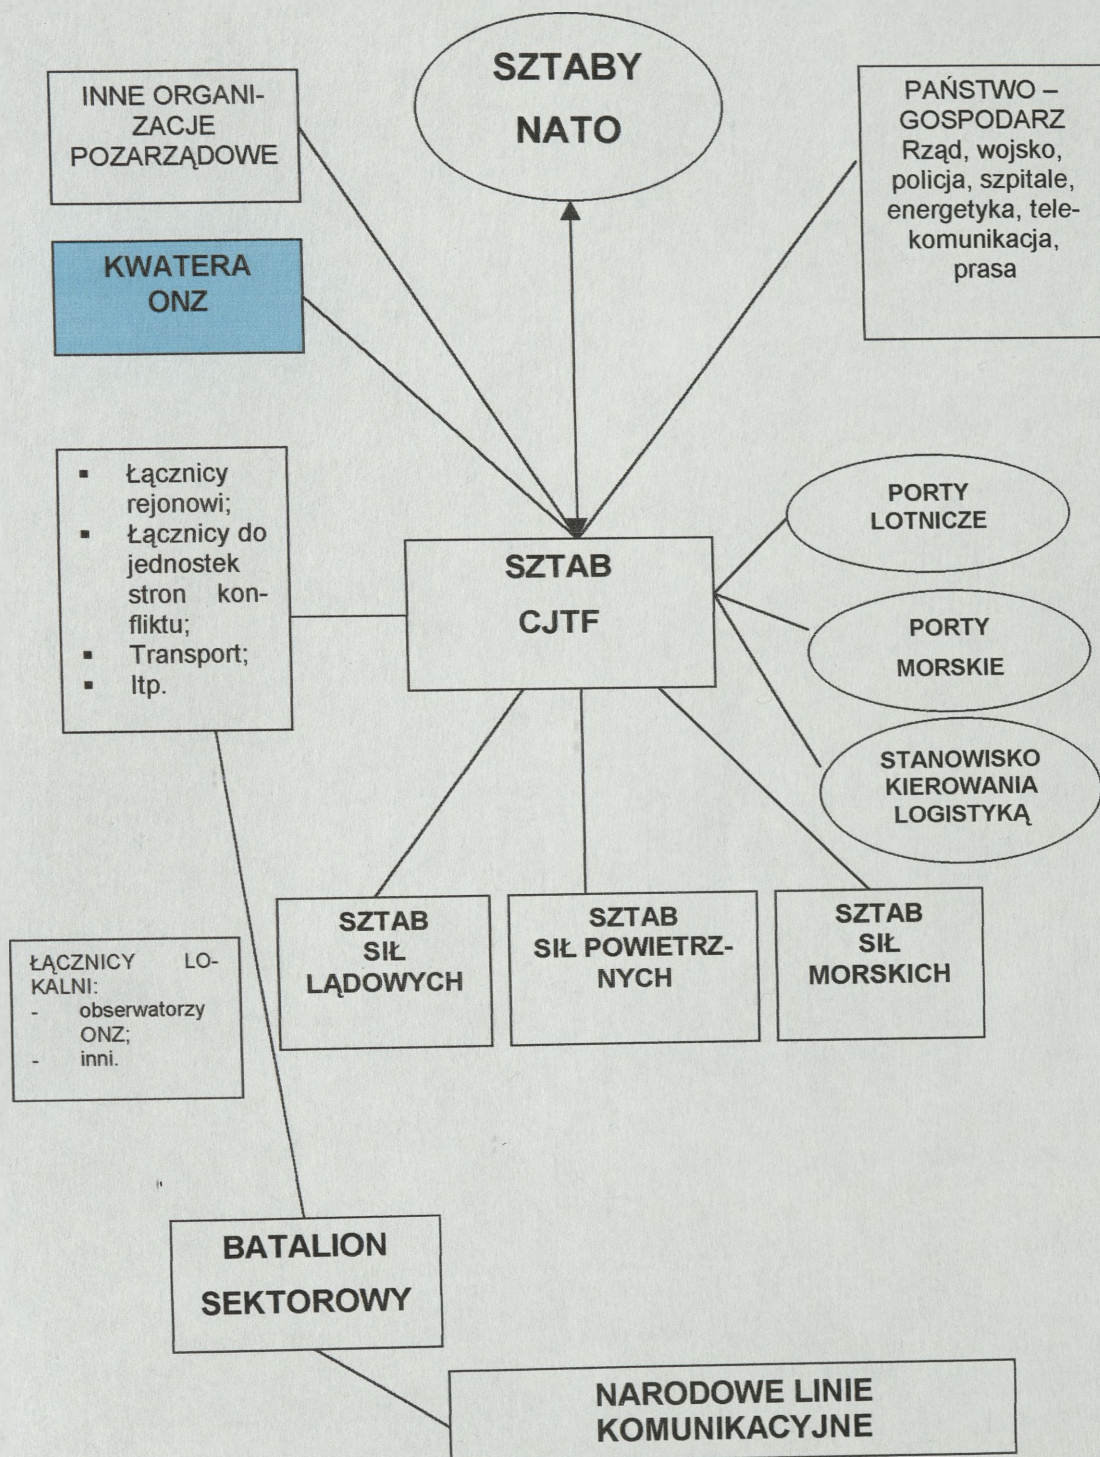 SZTABY
NATO
INNE ORGANI-
ZACJE
POZARZĄDOWE
PAŃSTWO –
GOSPODARZ
Rząd, wojsko,
policja, szpitale,
energetyka, tele-
komunikacja,
prasa
KWATERA
ONZ
▪ Łącznicy
rejonowi;
▪ Łącznicy do
jednostek
stron kon-
fliktu;
▪ Transport;
▪ Itp.
SZTAB
CJTF
PORTY
LOTNICZE
PORTY
MORSKIE
STANOWISKO
KIEROWANIA
LOGISTYKĄ
SZTAB
SIŁ
LĄDOWYCH
SZTAB
SIŁ POWIETRZ-
NYCH
SZTAB
SIŁ
MORSKICH
ŁĄCZNICY LO-
KALNI:
- obserwatorzy
ONZ;
- inni.
BATALION
SEKTOROWY
NARODOWE LINIE
KOMUNIKACYJNE